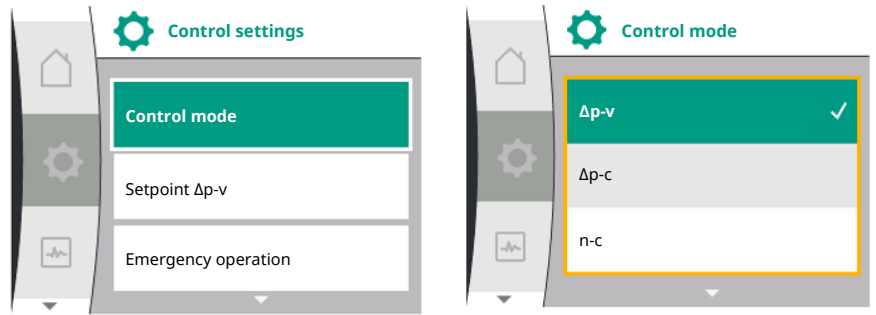 Control settings
Control mode
Setpoint Δp-v
Emergency operation
Control mode
Δp-v
Δp-c
n-c